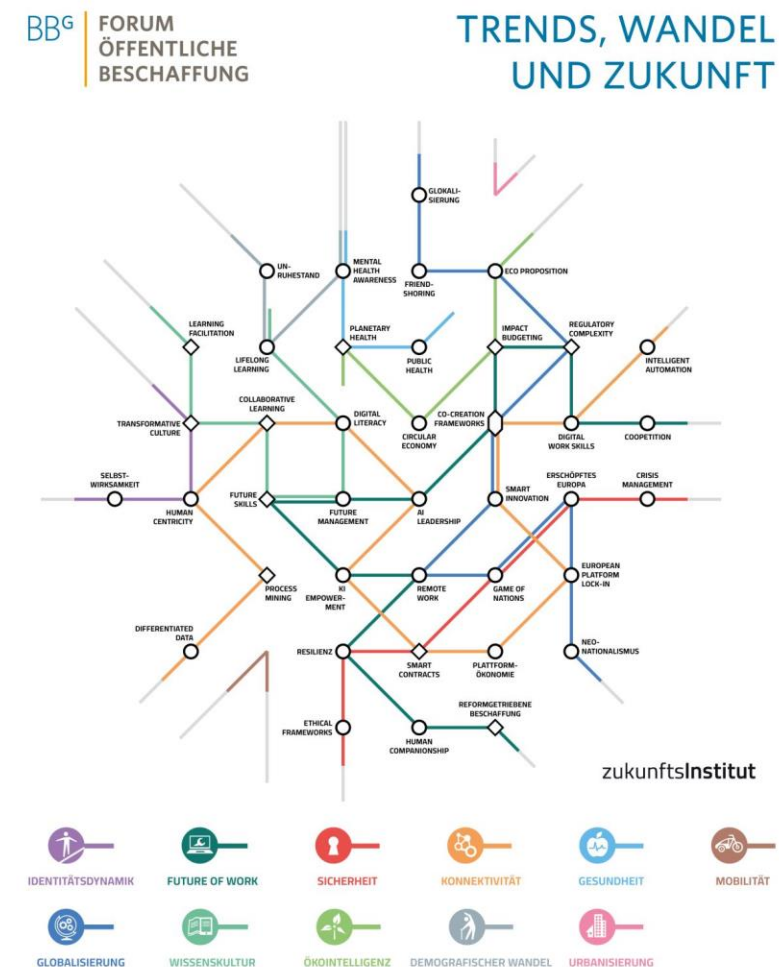 BBG
FORUM
ÖFFENTLICHE
BESCHAFFUNG
TRENDS, WANDEL
UND ZUKUNFT
GLOKALI-
SIERUNG
UN-
RUHESTAND
MENTAL
HEALTH
AWARENESS
FRIEND-
SHORING
ECO PROPOSITION
LEARNING
FACILITATION
LIFELONG
LEARNING
PLANETARY
HEALTH
PUBLIC
HEALTH
IMPACT
BUDGETING
REGULATORY
COMPLEXITY
INTELLIGENT
AUTOMATION
TRANSFORMATIVE
CULTURE
COLLABORATIVE
LEARNING
DIGITAL
LITERACY
CIRCULAR
ECONOMY
CO-CREATION
FRAMEWORKS
DIGITAL
WORK SKILLS
COOPETITION
SELBST-
WIRKSAMKEIT
HUMAN
CENTRICITY
FUTURE
SKILLS
FUTURE
MANAGEMENT
AI
LEADERSHIP
SMART
INNOVATION
ERSCHÖPFTES
EUROPA
CRISIS
MANAGEMENT
PROCESS
MINING
KI
EMPOWER-
MENT
REMOTE
WORK
GAME OF
NATIONS
EUROPEAN
PLATFORM
LOCK-IN
DIFFERENTIATED
DATA
RESILIENZ
SMART
CONTRACTS
PLATTFORM-
ÖKONOMIE
NEO-
NATIONALISMUS
ETHICAL
FRAMEWORKS
HUMAN
COMPANIONSHIP
REFORMGETRIEBENE
BESCHAFFUNG
zukunftsInstitut
IDENTITÄTSDYNAMIK
FUTURE OF WORK
SICHERHEIT
KONNEKTIVITÄT
GESUNDHEIT
MOBILITÄT
GLOBALISIERUNG
WISSENSKULTUR
ÖKOINTELLIGENZ
DEMOGRAFISCHER WANDEL
URBANISIERUNG